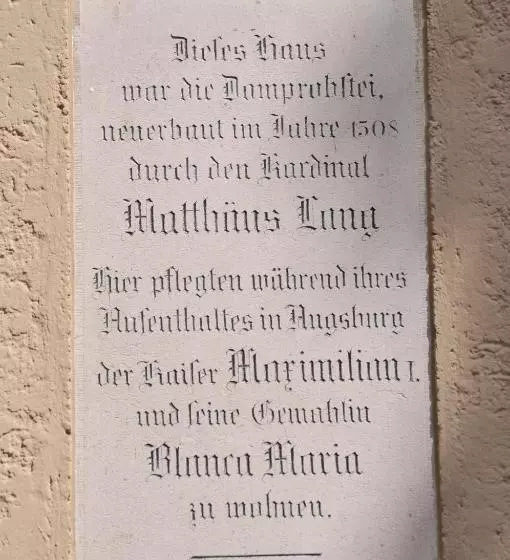 Dieses Haus
war die Domprobstei,
neuerbaut im Jahre 1508
durch den Kardinal
Matthäus Lang
Hier pflegten während ihres
Aufenthaltes in Augsburg
der Kaiser Maximilian I.
und seine Gemahlin
Blanca Maria
zu wohnen.